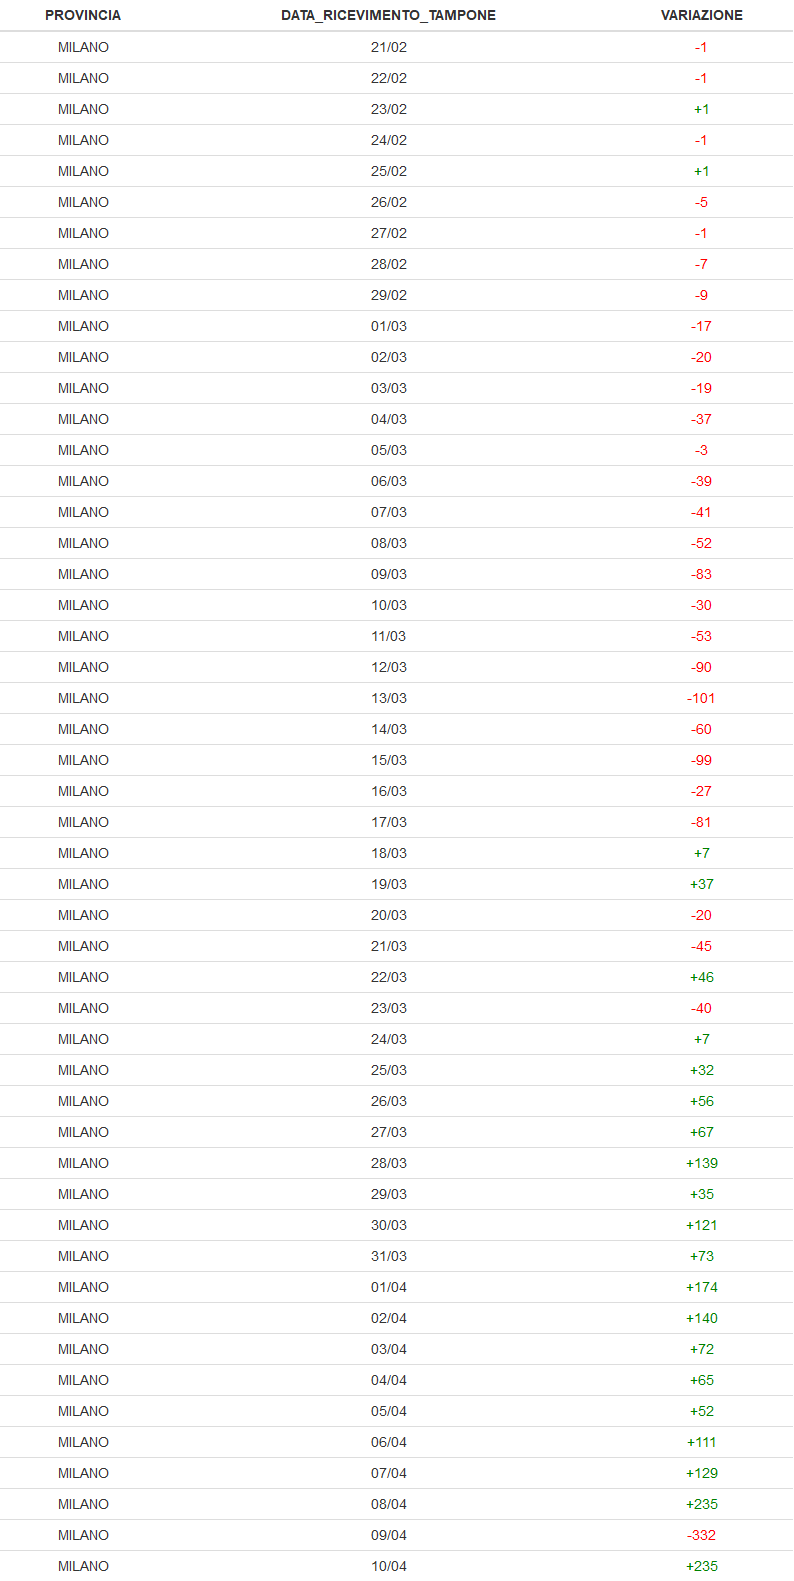 PROVINCIA DATA_RICEVIMENTO_TAMPONE VARIAZIONE
MILANO 21/02 -1
MILANO 22/02 -1
MILANO 23/02 +1
MILANO 24/02 -1
MILANO 25/02 +1
MILANO 26/02 -5
MILANO 27/02 -1
MILANO 28/02 -7
MILANO 29/02 -9
MILANO 01/03 -17
MILANO 02/03 -20
MILANO 03/03 -19
MILANO 04/03 -37
MILANO 05/03 -3
MILANO 06/03 -39
MILANO 07/03 -41
MILANO 08/03 -52
MILANO 09/03 -83
MILANO 10/03 -30
MILANO 11/03 -53
MILANO 12/03 -90
MILANO 13/03 -101
MILANO 14/03 -60
MILANO 15/03 -99
MILANO 16/03 -27
MILANO 17/03 -81
MILANO 18/03 +7
MILANO 19/03 +37
MILANO 20/03 -20
MILANO 21/03 -45
MILANO 22/03 +46
MILANO 23/03 -40
MILANO 24/03 +7
MILANO 25/03 +32
MILANO 26/03 +56
MILANO 27/03 +67
MILANO 28/03 +139
MILANO 29/03 +35
MILANO 30/03 +121
MILANO 31/03 +73
MILANO 01/04 +174
MILANO 02/04 +140
MILANO 03/04 +72
MILANO 04/04 +65
MILANO 05/04 +52
MILANO 06/04 +111
MILANO 07/04 +129
MILANO 08/04 +235
MILANO 09/04 -332
MILANO 10/04 +235